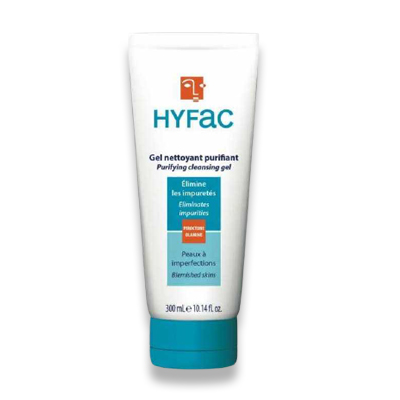 HYFAC
Gel nettoyant purifiant
Purifying cleansing gel
Élimine
les impuretés
Eliminates
impurities
Peaux à
imperfections
Blemished skins
300 mL e 10.14 fl. oz.